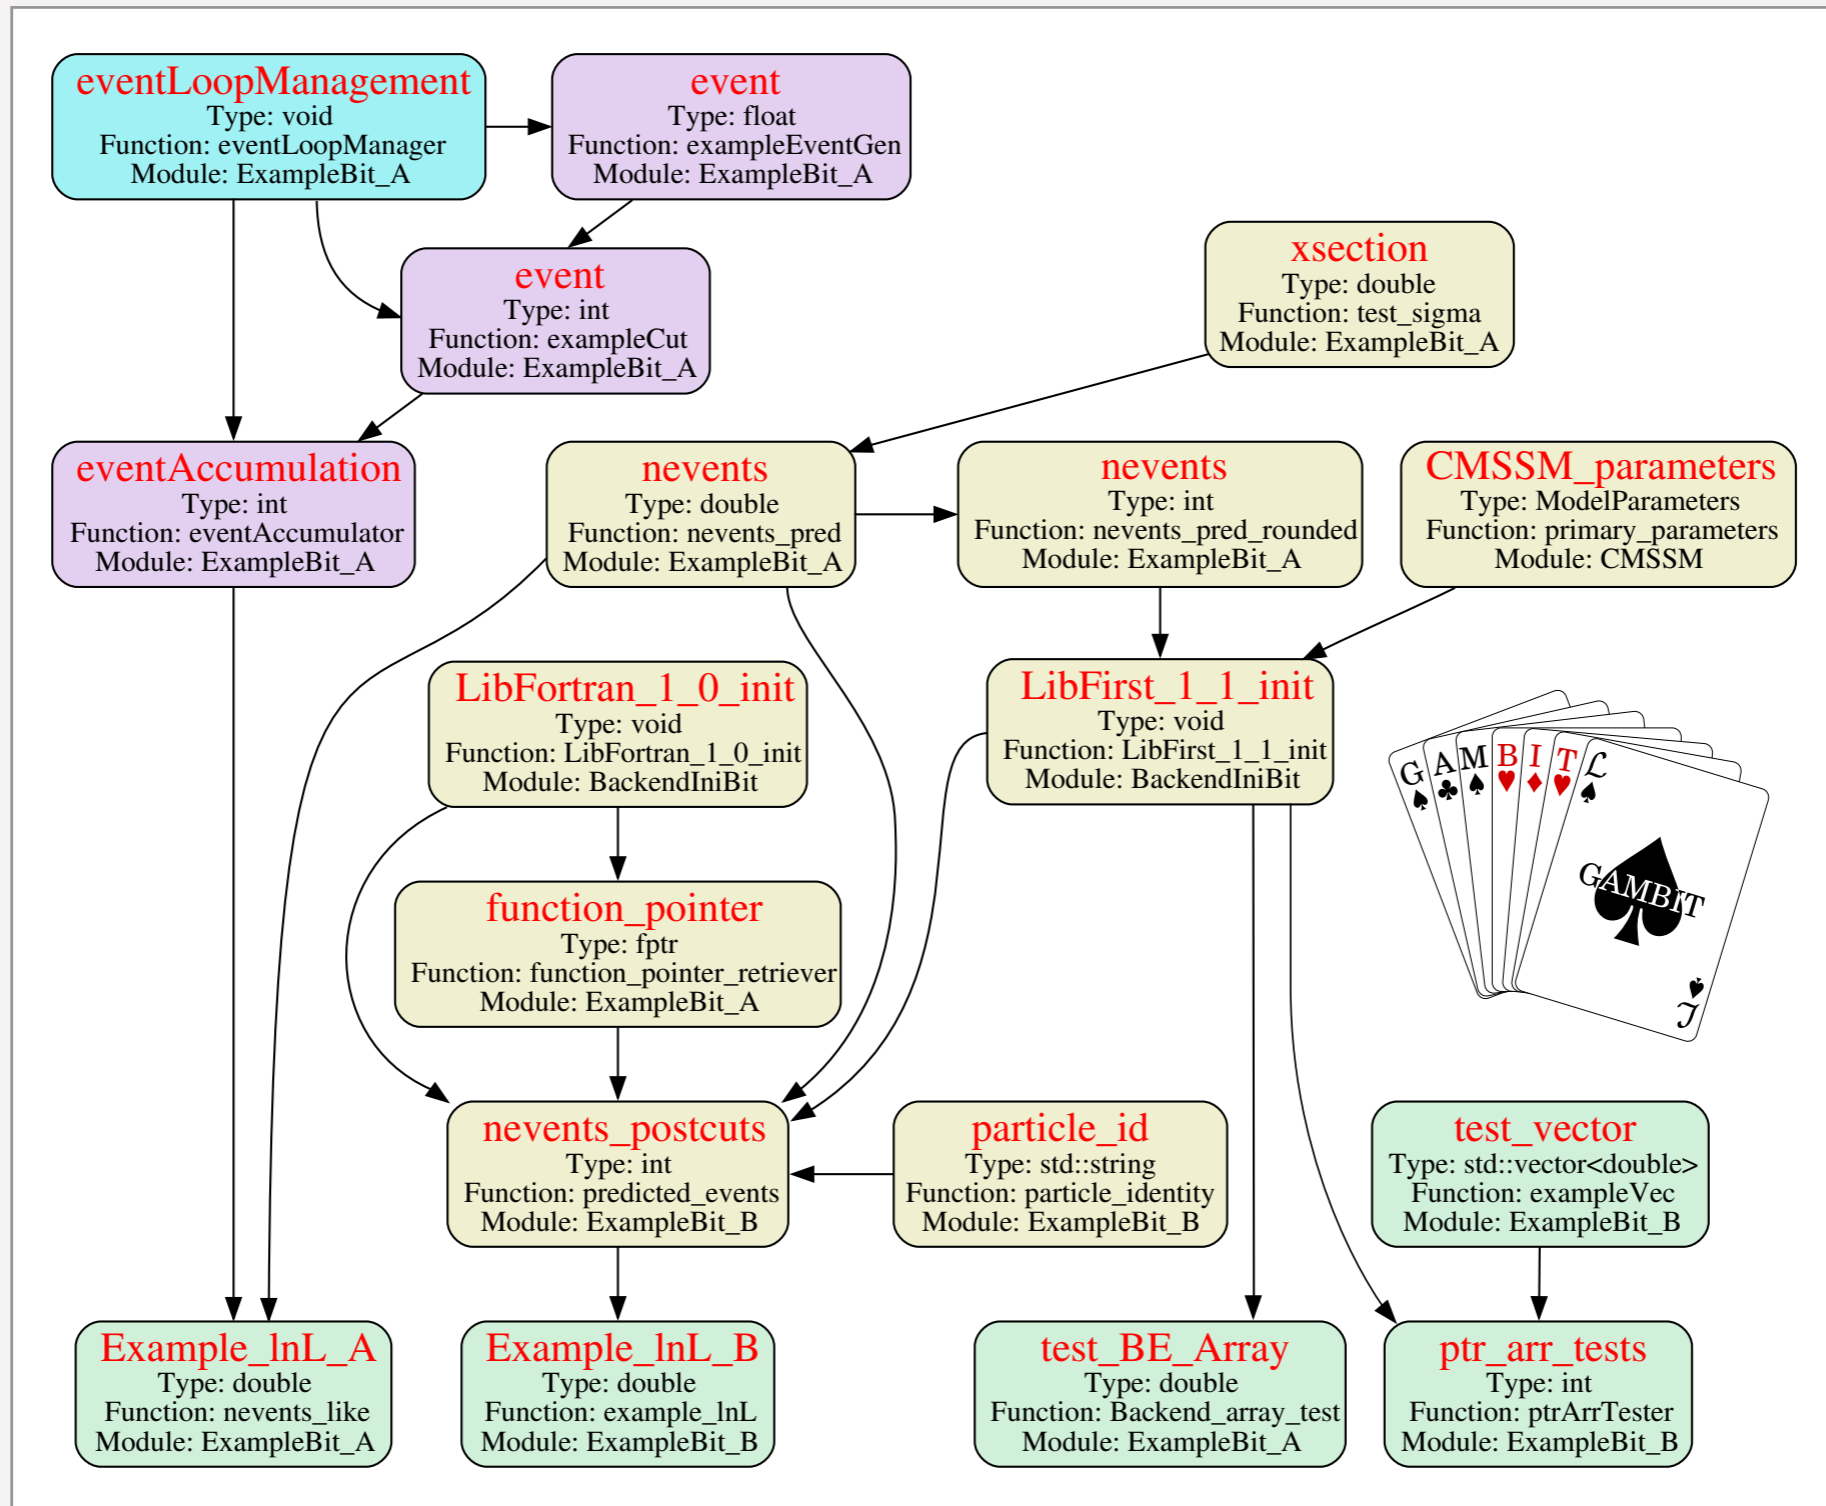 eventLoopManagement
Type: void
Function: eventLoopManager
Module: ExampleBit_A
event
Type: float
Function: exampleEventGen
Module: ExampleBit_A
event
Type: int
Function: exampleCut
Module: ExampleBit_A
xsection
Type: double
Function: test_sigma
Module: ExampleBit_A
eventAccumulation
Type: int
Function: eventAccumulator
Module: ExampleBit_A
nevents
Type: double
Function: nevents_pred
Module: ExampleBit_A
nevents
Type: int
Function: nevents_pred_rounded
Module: ExampleBit_A
CMSSM_parameters
Type: ModelParameters
Function: primary_parameters
Module: CMSSM
LibFortran_1_0_init
Type: void
Function: LibFortran_1_0_init
Module: BackendIniBit
LibFirst_1_1_init
Type: void
Function: LibFirst_1_1_init
Module: BackendIniBit
G A M B I T ℒ
GAMBIT
ℒ
function_pointer
Type: fptr
Function: function_pointer_retriever
Module: ExampleBit_A
nevents_postcuts
Type: int
Function: predicted_events
Module: ExampleBit_B
particle_id
Type: std::string
Function: particle_identity
Module: ExampleBit_B
test_vector
Type: std::vector<double>
Function: exampleVec
Module: ExampleBit_B
Example_lnL_A
Type: double
Function: nevents_like
Module: ExampleBit_A
Example_lnL_B
Type: double
Function: example_lnL
Module: ExampleBit_B
test_BE_Array
Type: double
Function: Backend_array_test
Module: ExampleBit_A
ptr_arr_tests
Type: int
Function: ptrArrTester
Module: ExampleBit_B